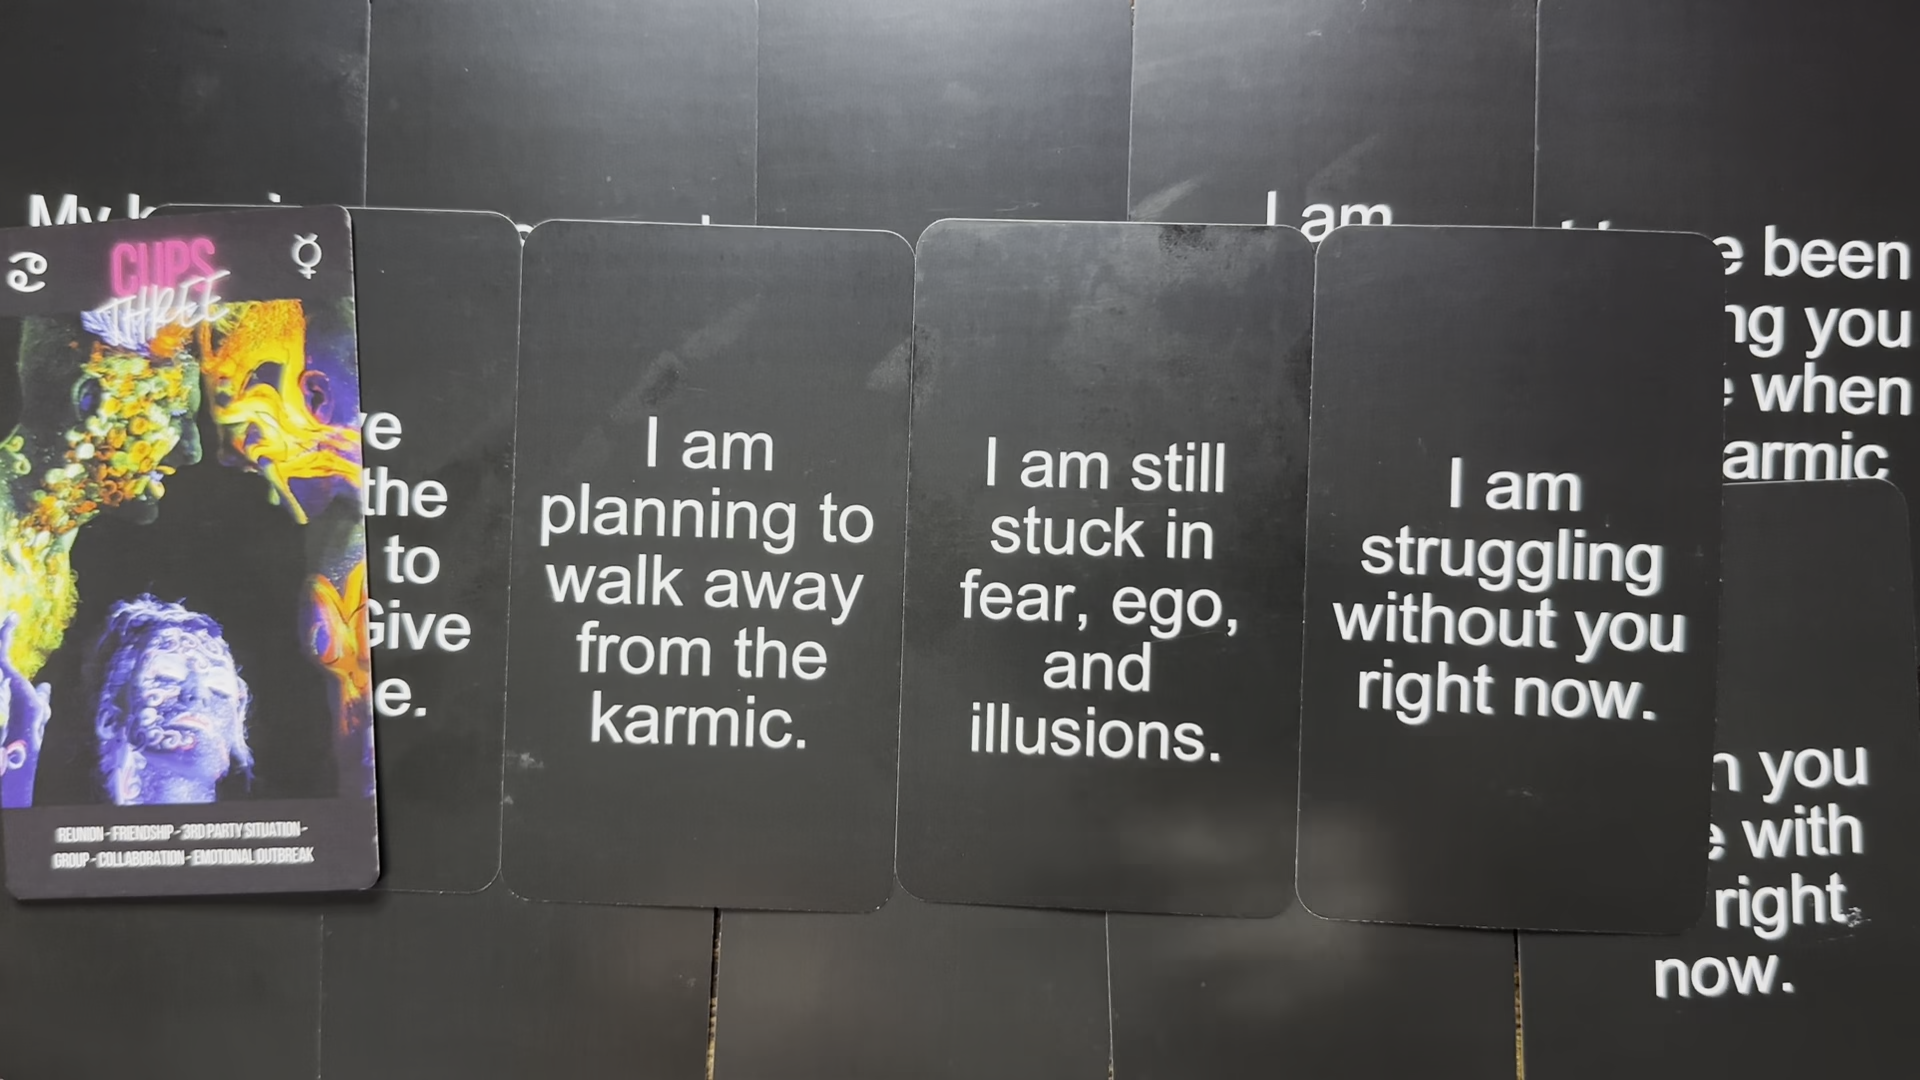 My
I am
been
you
when
CUPS
THREE
the
to
Give
I am
planning to
walk away
from the
karmic.
I am still
stuck in
fear, ego,
and
illusions.
I am
struggling
without you
right now.
you
with
right
now.
REUNION - FRIENDSHIP - 3RD PARTY SITUATION -
GROUP - COLLABORATION - EMOTIONAL OUTBREAK